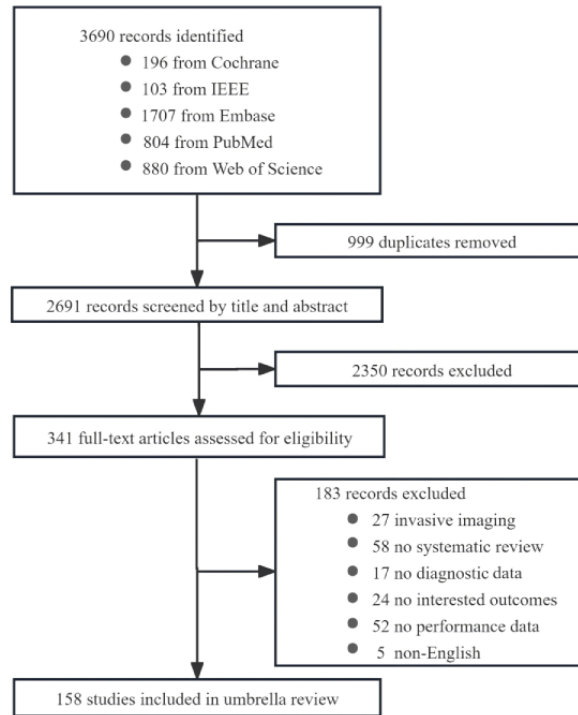 3690 records identified
● 196 from Cochrane
● 103 from IEEE
● 1707 from Embase
● 804 from PubMed
● 880 from Web of Science
999 duplicates removed
2691 records screened by title and abstract
2350 records excluded
341 full-text articles assessed for eligibility
183 records excluded
● 27 invasive imaging
● 58 no systematic review
● 17 no diagnostic data
● 24 no interested outcomes
● 52 no performance data
● 5 non-English
158 studies included in umbrella review